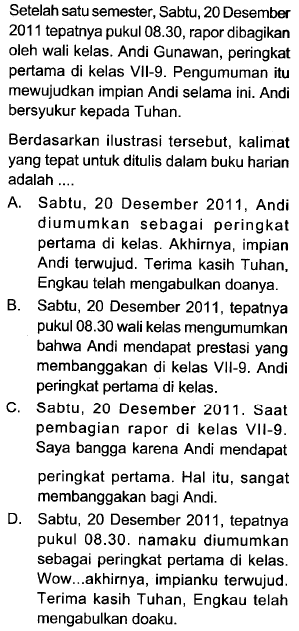 Setelah satu semester, Sabtu, 20 Desember
2011 tepatnya pukul 08.30, rapor dibagikan
oleh wali kelas. Andi Gunawan, peringkat
pertama di kelas VII-9. Pengumuman itu
mewujudkan impian Andi selama ini. Andi
bersyukur kepada Tuhan.
Berdasarkan ilustrasi tersebut, kalimat
yang tepat untuk ditulis dalam buku harian
adalah ....
A. Sabtu, 20 Desember 2011, Andi
diumumkan sebagai peringkat
pertama di kelas. Akhirnya, impian
Andi terwujud. Terima kasih Tuhan,
Engkau telah mengabulkan doanya.
B. Sabtu, 20 Desember 2011, tepatnya
pukul 08.30 wali kelas mengumumkan
bahwa Andi mendapat prestasi yang
membanggakan di kelas VII-9. Andi
peringkat pertama di kelas.
C. Sabtu, 20 Desember 2011. Saat
pembagian rapor di kelas VII-9.
Saya bangga karena Andi mendapat
peringkat pertama. Hal itu, sangat
membanggakan bagi Andi.
D. Sabtu, 20 Desember 2011, tepatnya
pukul 08.30. namaku diumumkan
sebagai peringkat pertama di kelas.
Wow...akhirnya, impianku terwujud.
Terima kasih Tuhan, Engkau telah
mengabulkan doaku.